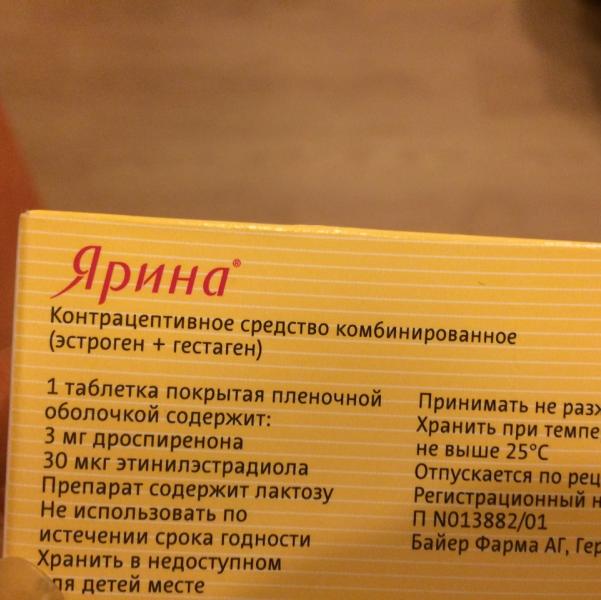 Ярина®
Контрацептивное средство комбинированное
(эстроген + гестаген)
1 таблетка покрытая пленочной
оболочкой содержит:
3 мг дроспиренона
30 мкг этинилэстрадиола
Препарат содержит лактозу
Не использовать по
истечении срока годности
Хранить в недоступном
для детей месте
Принимать не
Хранить при
не выше 25°C
Отпускается по
Регистрационный
П N013882/01
Байер Фарма АГ,